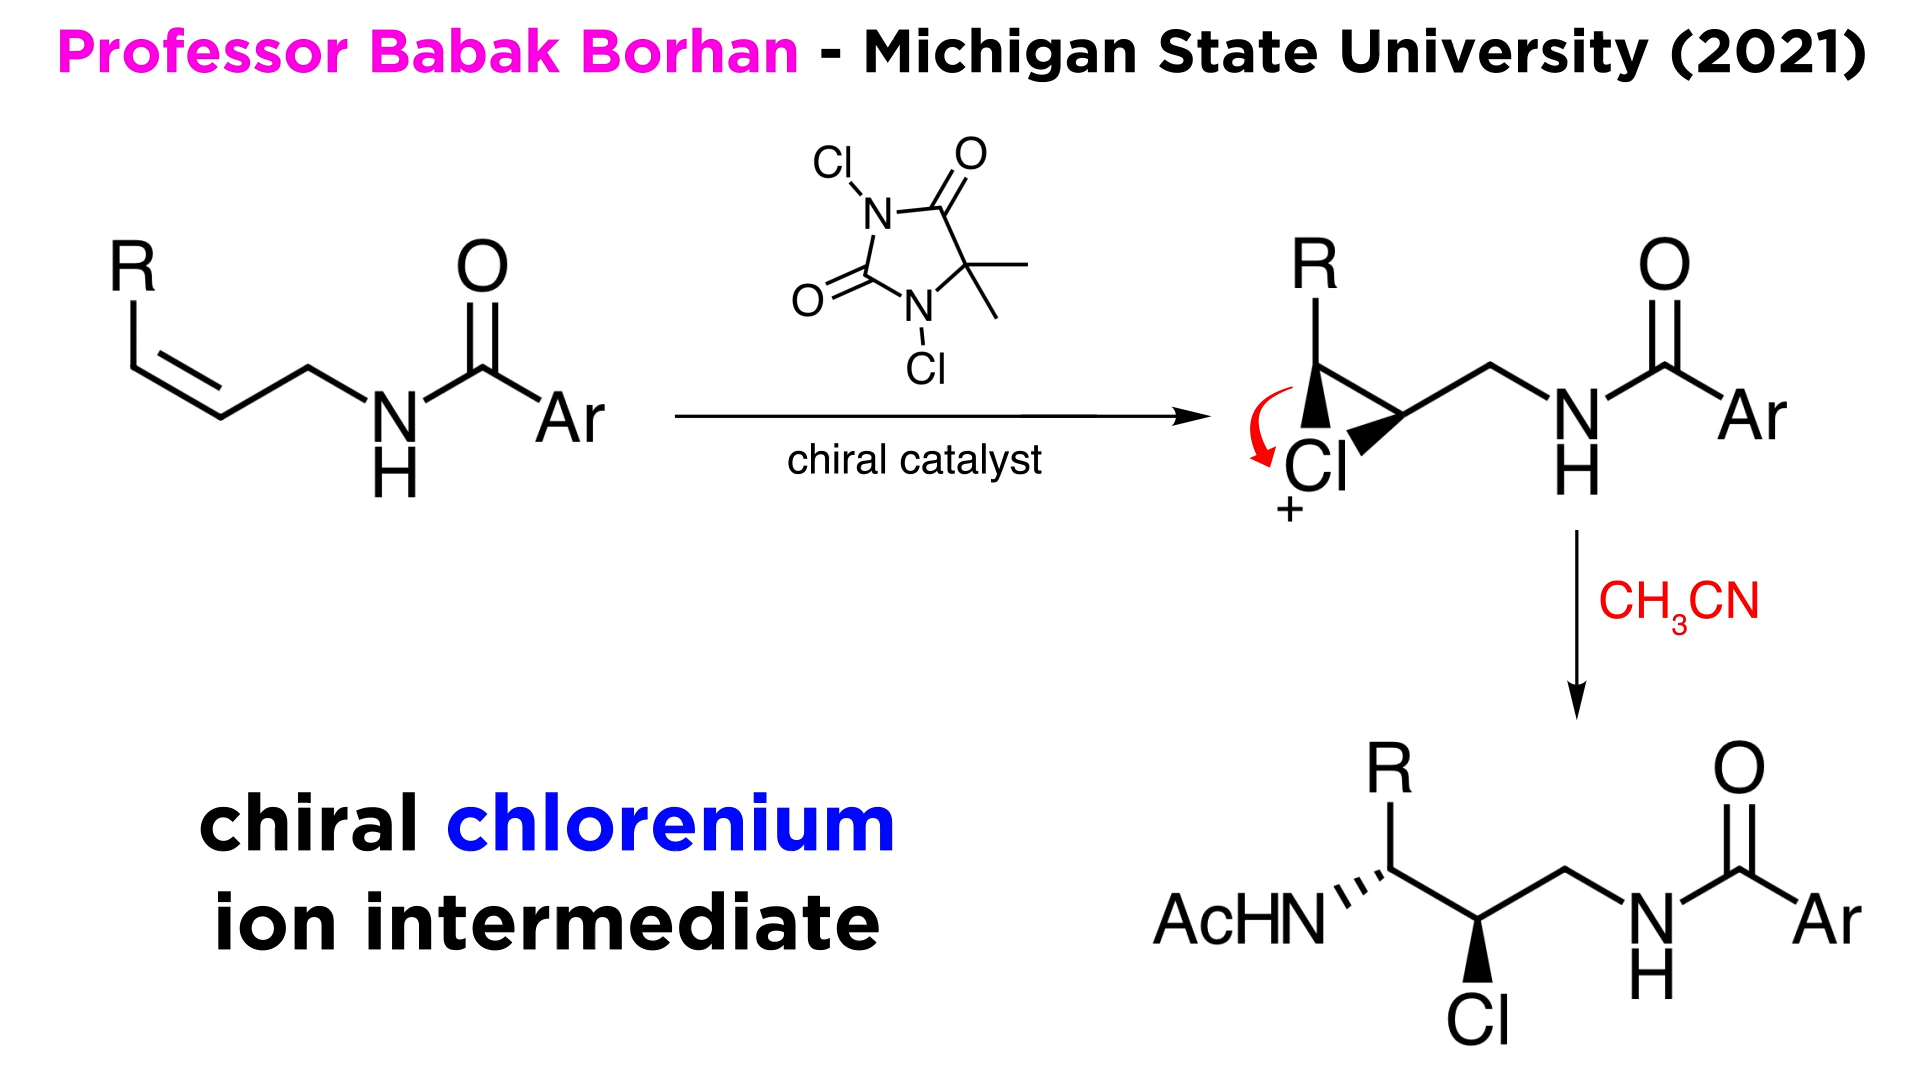 Professor Babak Borhan - Michigan State University (2021)
R
O
N
H
Ar
Cl
N
O
O
N
Cl
chiral catalyst
R
O
Cl
+
N
H
Ar
CH₃CN
chiral chlorenium
ion intermediate
R
O
AcHN
N
H
Ar
Cl